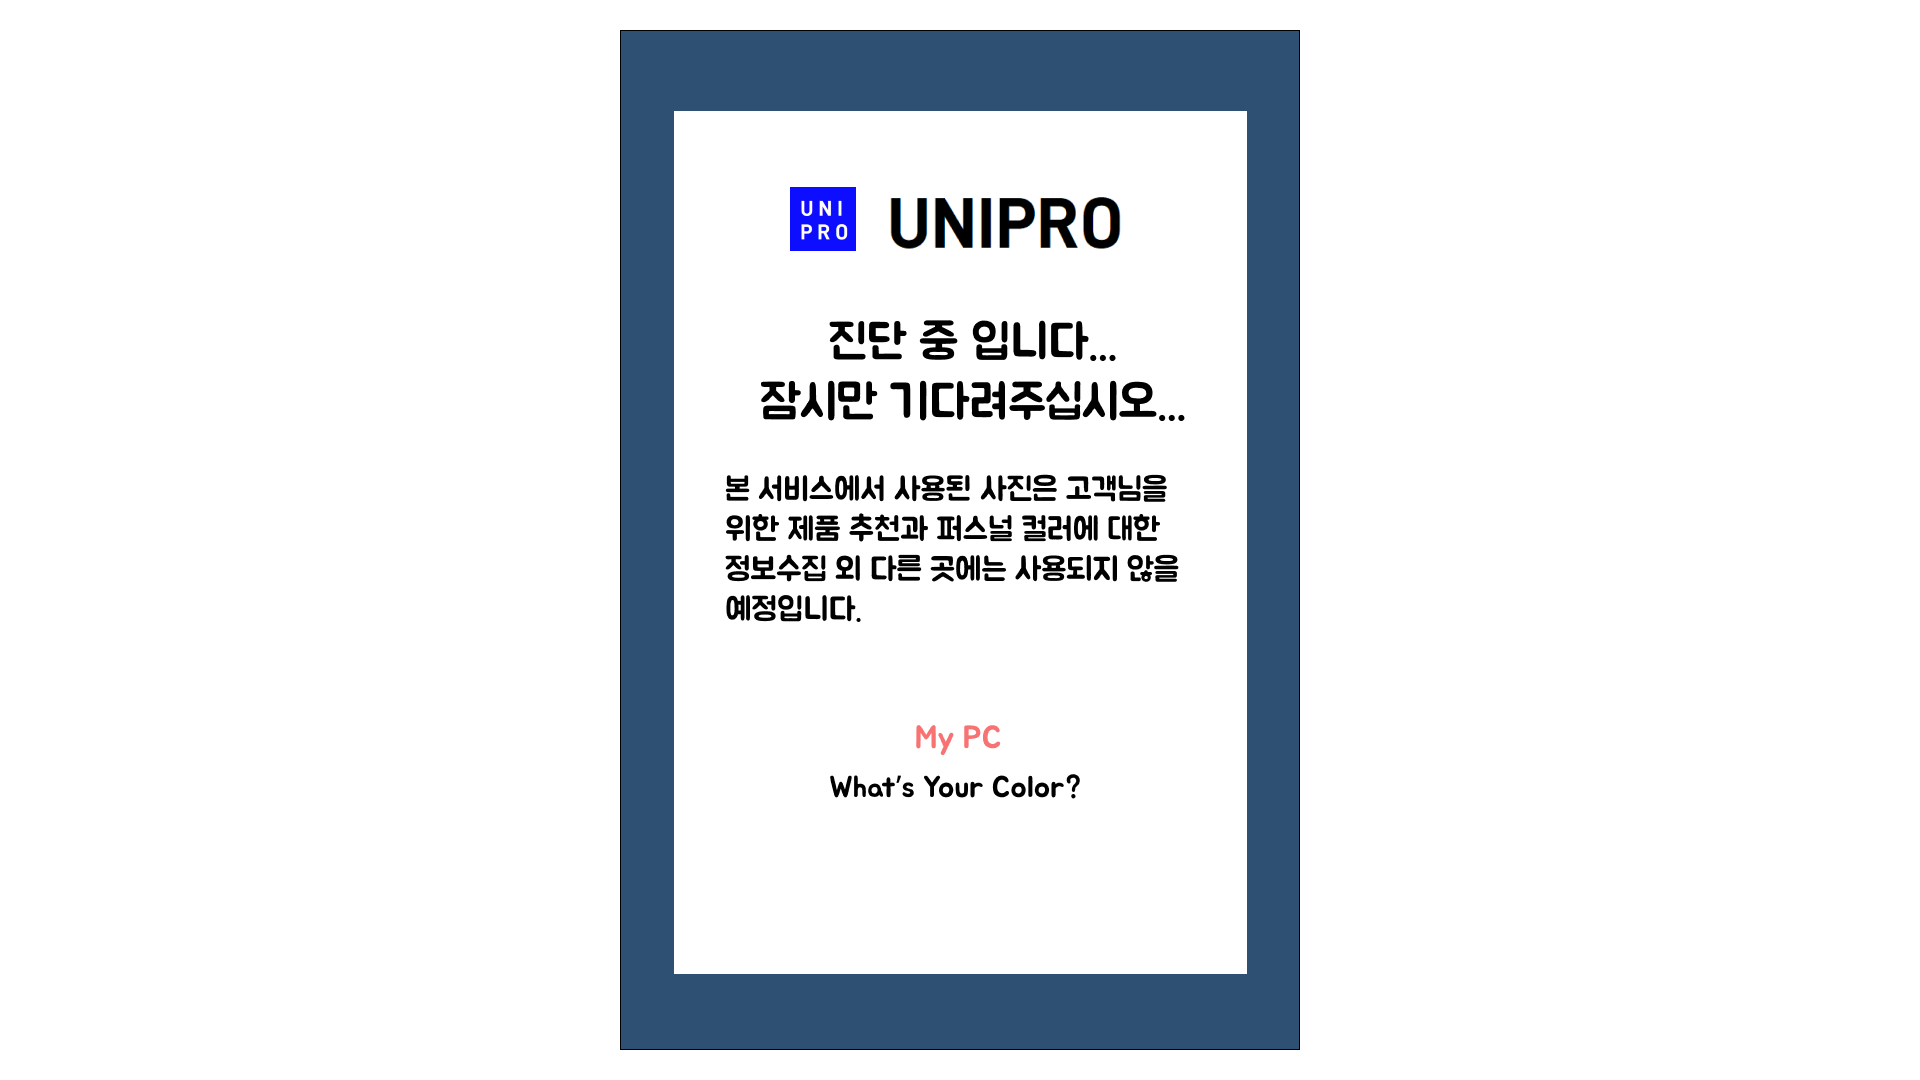 UNI
PRO
UNIPRO
진단 중 입니다...
잠시만 기다려주십시오...
본 서비스에서 사용된 사진은 고객님을
위한 제품 추천과 퍼스널 컬러에 대한
정보수집 외 다른 곳에는 사용되지 않을
예정입니다.
My PC
What's Your Color?